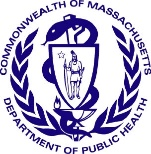 COMMONWEALTH OF MASSACHUSETTS
DEPARTMENT OF PUBLIC HEALTH